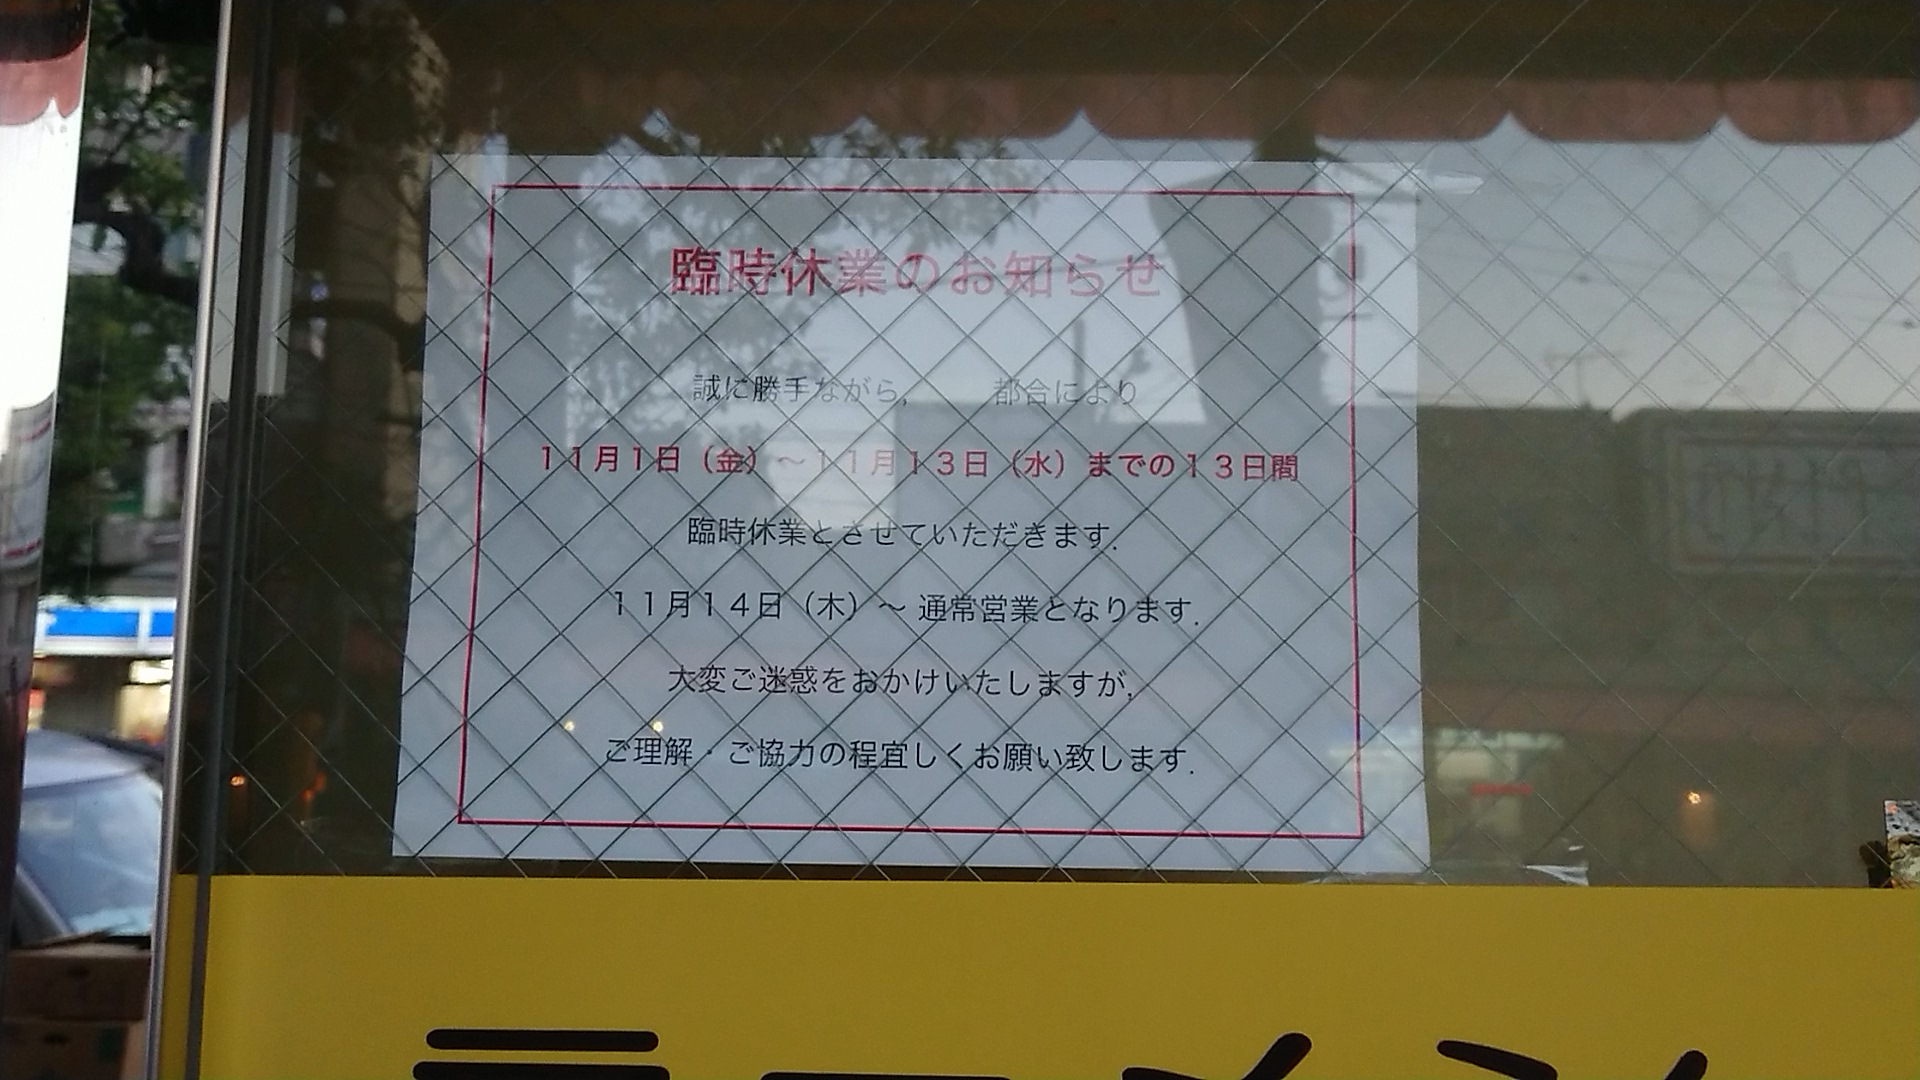 臨時休業のお知らせ
誠に勝手ながら, 都合により
11月1日（金）～11月13日（水）までの13日間
臨時休業とさせていただきます.
11月14日（木）～ 通常営業となります.
大変ご迷惑をおかけいたしますが,
ご理解・ご協力の程宜しくお願い致します.
ラーメン